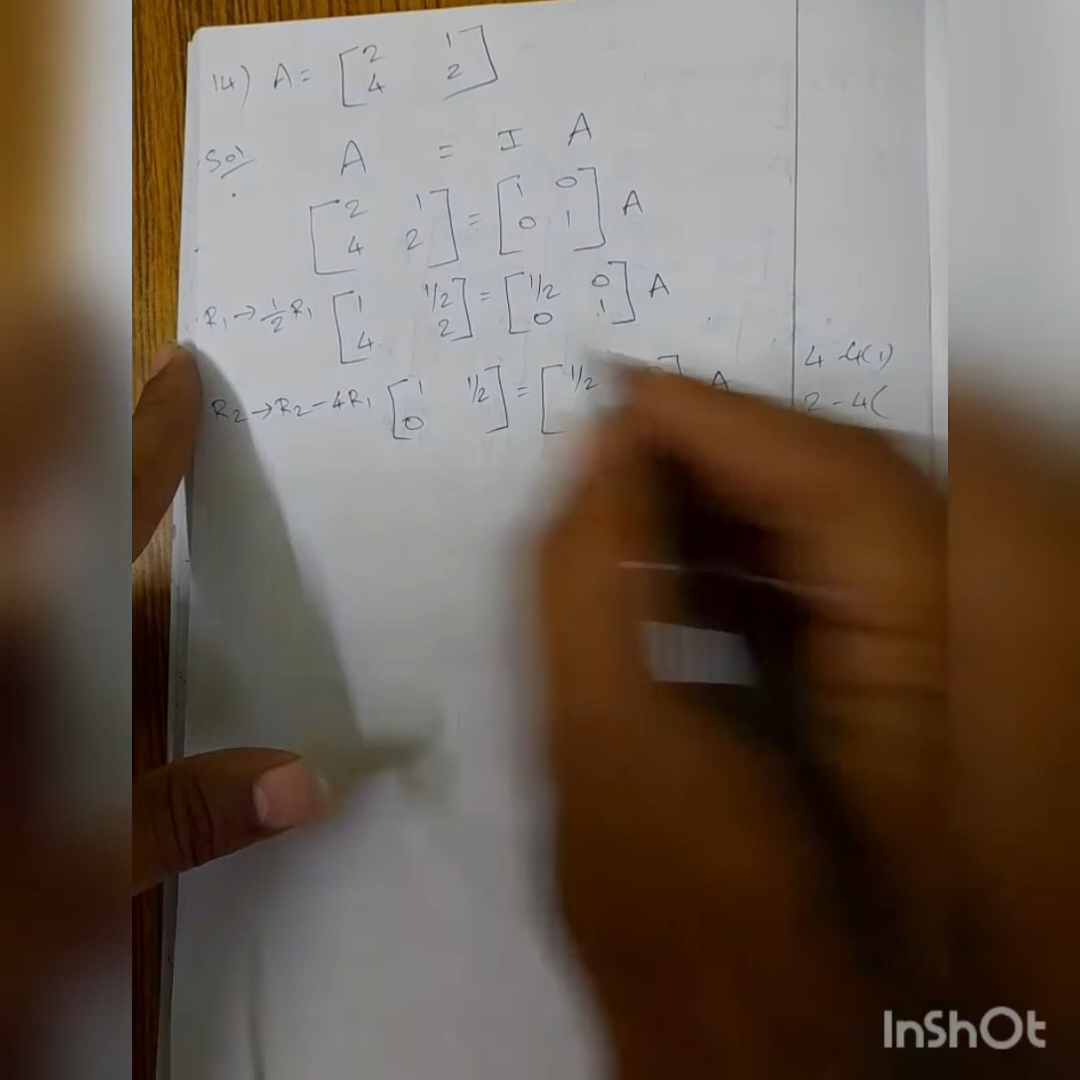 14) A = [2 1
4 2]
Sol A = I A
[2 1
4 2] = [1 0
0 1] A
R₁→½R₁ [1 1/2
4 2] = [1/2 0
0 1] A
R₂→R₂-4R₁ [1 1/2
0 ] = [1/2 ] A
4-4(1)
2-4(
InShOt